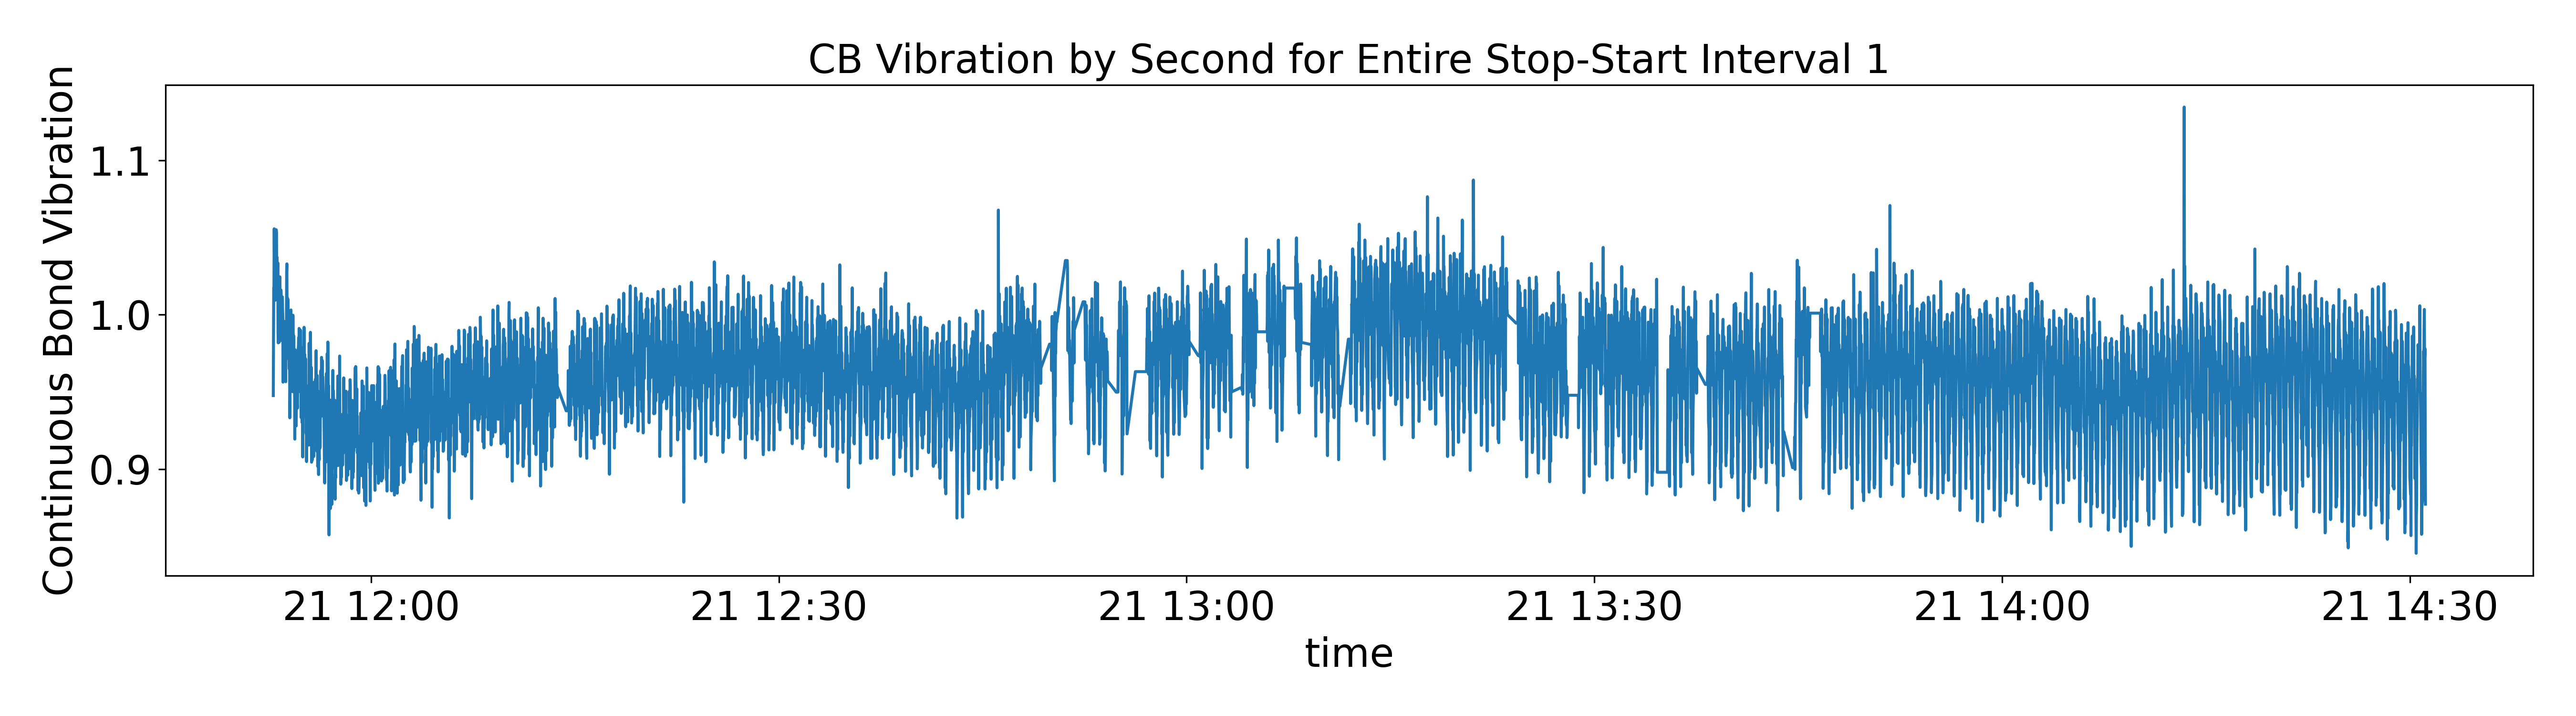 CB Vibration by Second for Entire Stop-Start Interval 1
Continuous Bond Vibration
1.1
1.0
0.9
21 12:00 21 12:30 21 13:00 21 13:30 21 14:00 21 14:30
time